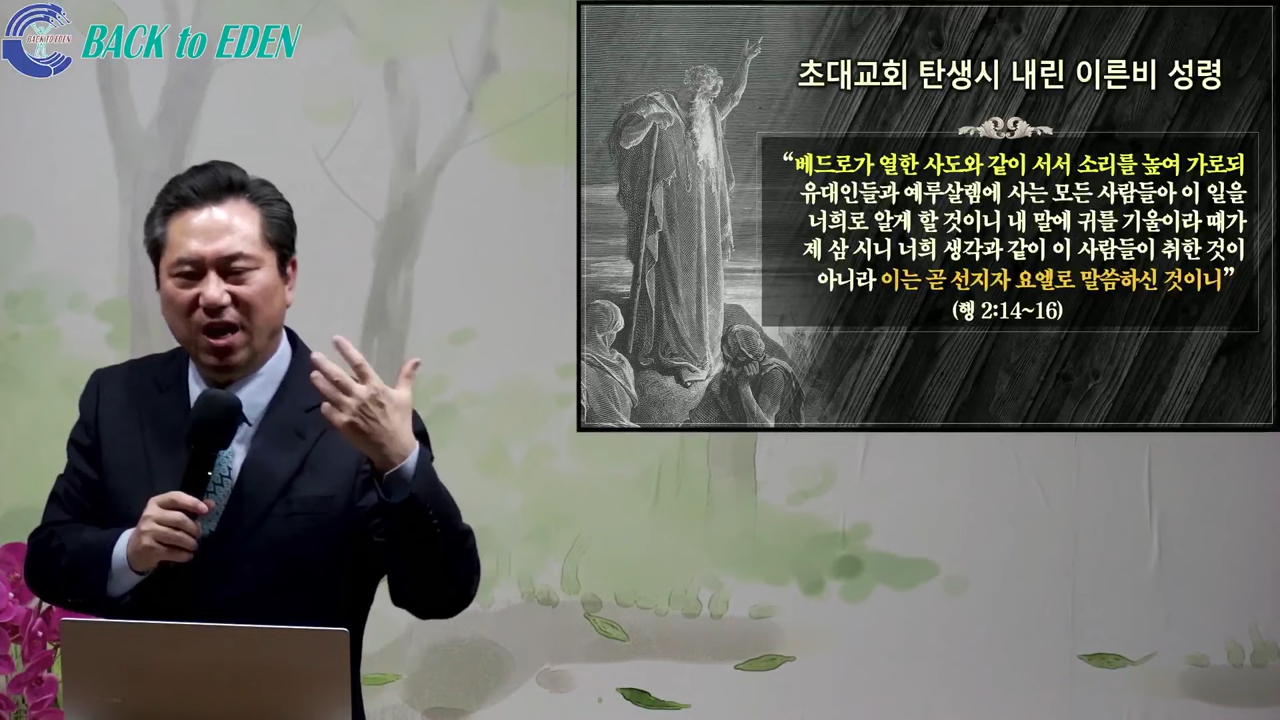 BACK TO EDEN
BACK to EDEN
초대교회 탄생시 내린 이른비 성령
“베드로가 열한 사도와 같이 서서 소리를 높여 가로되
유대인들과 예루살렘에 사는 모든 사람들아 이 일을
너희로 알게 할 것이니 내 말에 귀를 기울이라 때가
제 삼 시니 너희 생각과 같이 이 사람들이 취한 것이
아니라 이는 곧 선지자 요엘로 말씀하신 것이니”
(행 2:14~16)